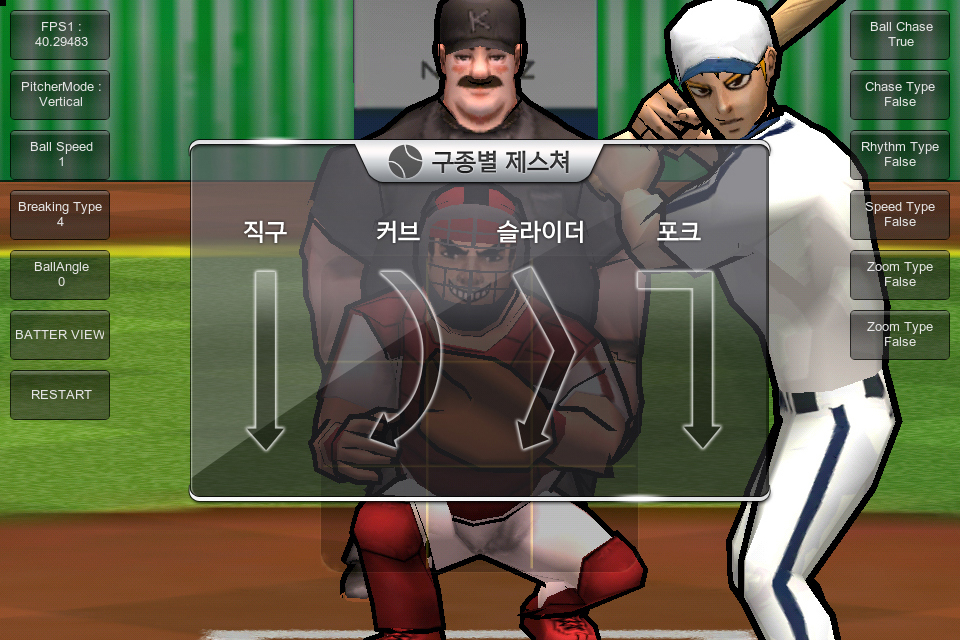 FPS1 :
40.29483
PitcherMode :
Vertical
Ball Speed
1
Breaking Type
4
BallAngle
0
BATTER VIEW
RESTART
K
구종별 제스쳐
직구
커브
슬라이더
포크
Ball Chase
True
Chase Type
False
Rhythm Type
False
Speed Type
False
Zoom Type
False
Zoom Type
False